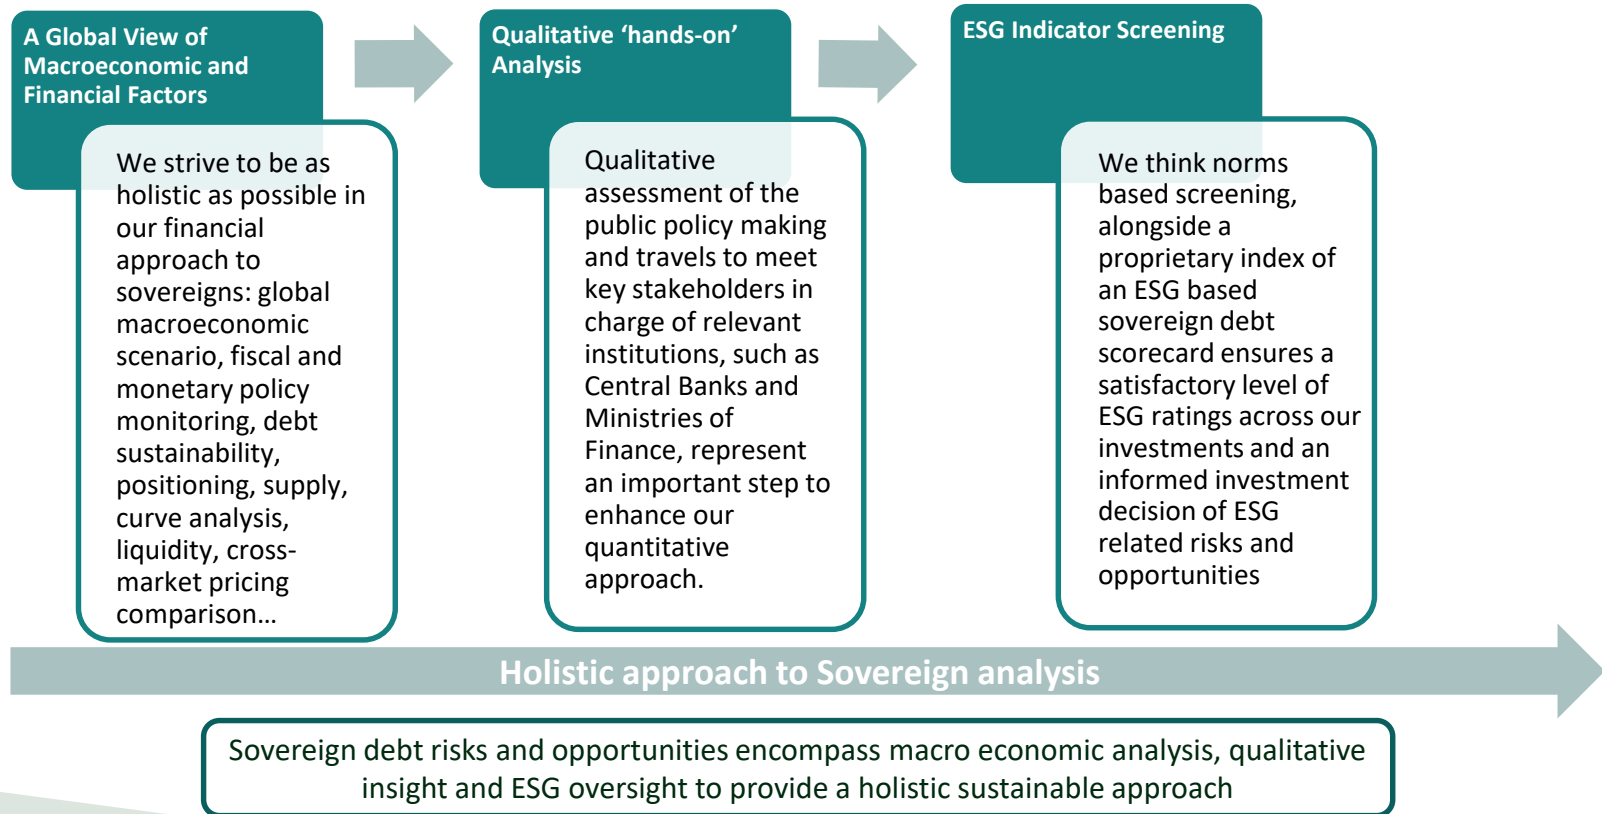 A Global View of
Macroeconomic and
Financial Factors
We strive to be as
holistic as possible in
our financial
approach to
sovereigns: global
macroeconomic
scenario, fiscal and
monetary policy
monitoring, debt
sustainability,
positioning, supply,
curve analysis,
liquidity, cross-
market pricing
comparison...
Qualitative ‘hands-on’
Analysis
Qualitative
assessment of the
public policy making
and travels to meet
key stakeholders in
charge of relevant
institutions, such as
Central Banks and
Ministries of
Finance, represent
an important step to
enhance our
quantitative
approach.
ESG Indicator Screening
We think norms
based screening,
alongside a
proprietary index of
an ESG based
sovereign debt
scorecard ensures a
satisfactory level of
ESG ratings across our
investments and an
informed investment
decision of ESG
related risks and
opportunities
Holistic approach to Sovereign analysis
Sovereign debt risks and opportunities encompass macro economic analysis, qualitative
insight and ESG oversight to provide a holistic sustainable approach